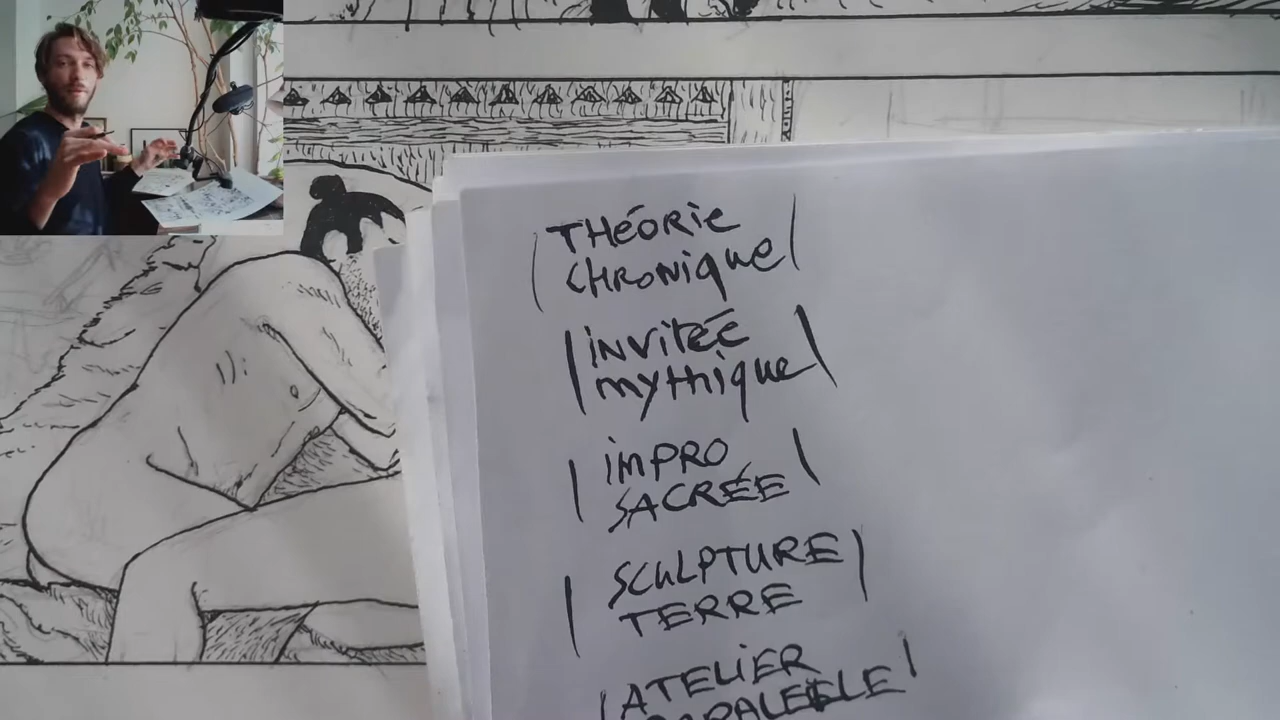 THÉORIE
CHRONIQUE
INVITÉE
MYTHIQUE
IMPRO
SACRÉE
SCULPTURE
TERRE
ATELIER